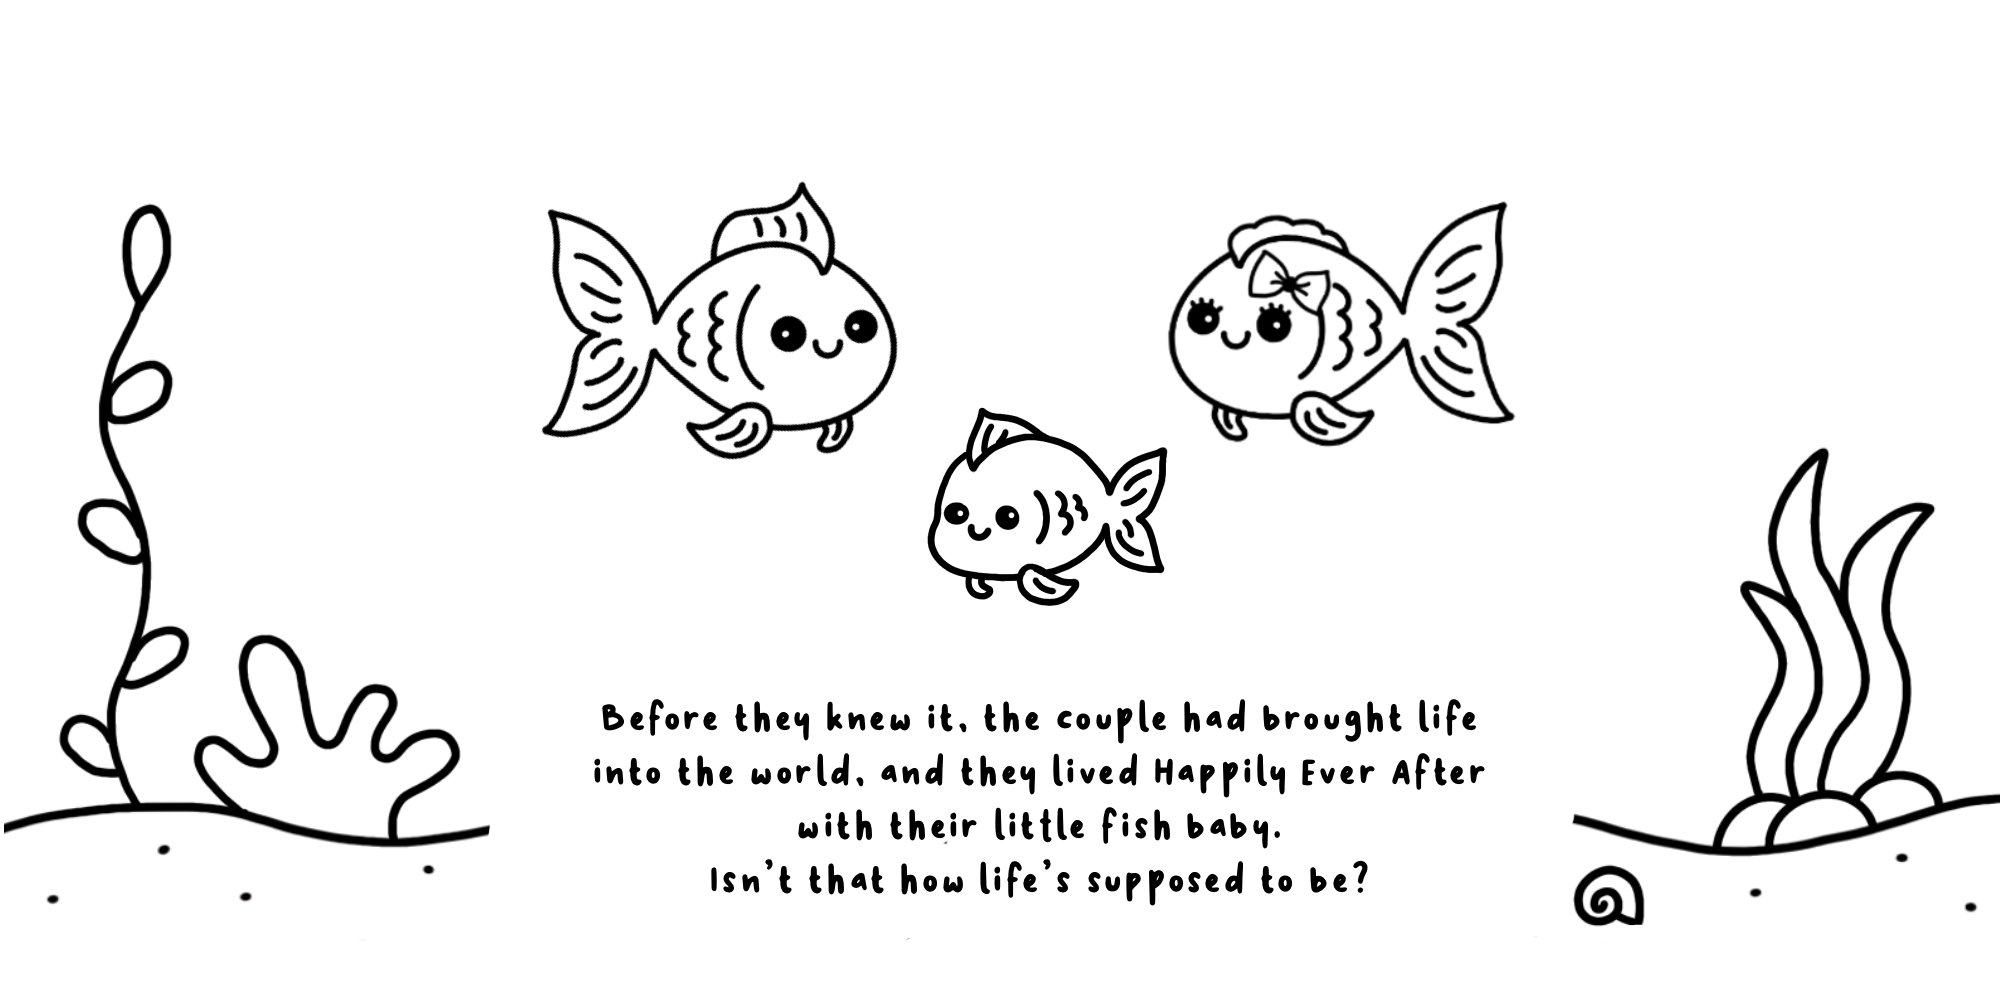 Before they knew it, the couple had brought life
into the world, and they lived Happily Ever After
with their little fish baby.
Isn't that how life's supposed to be?